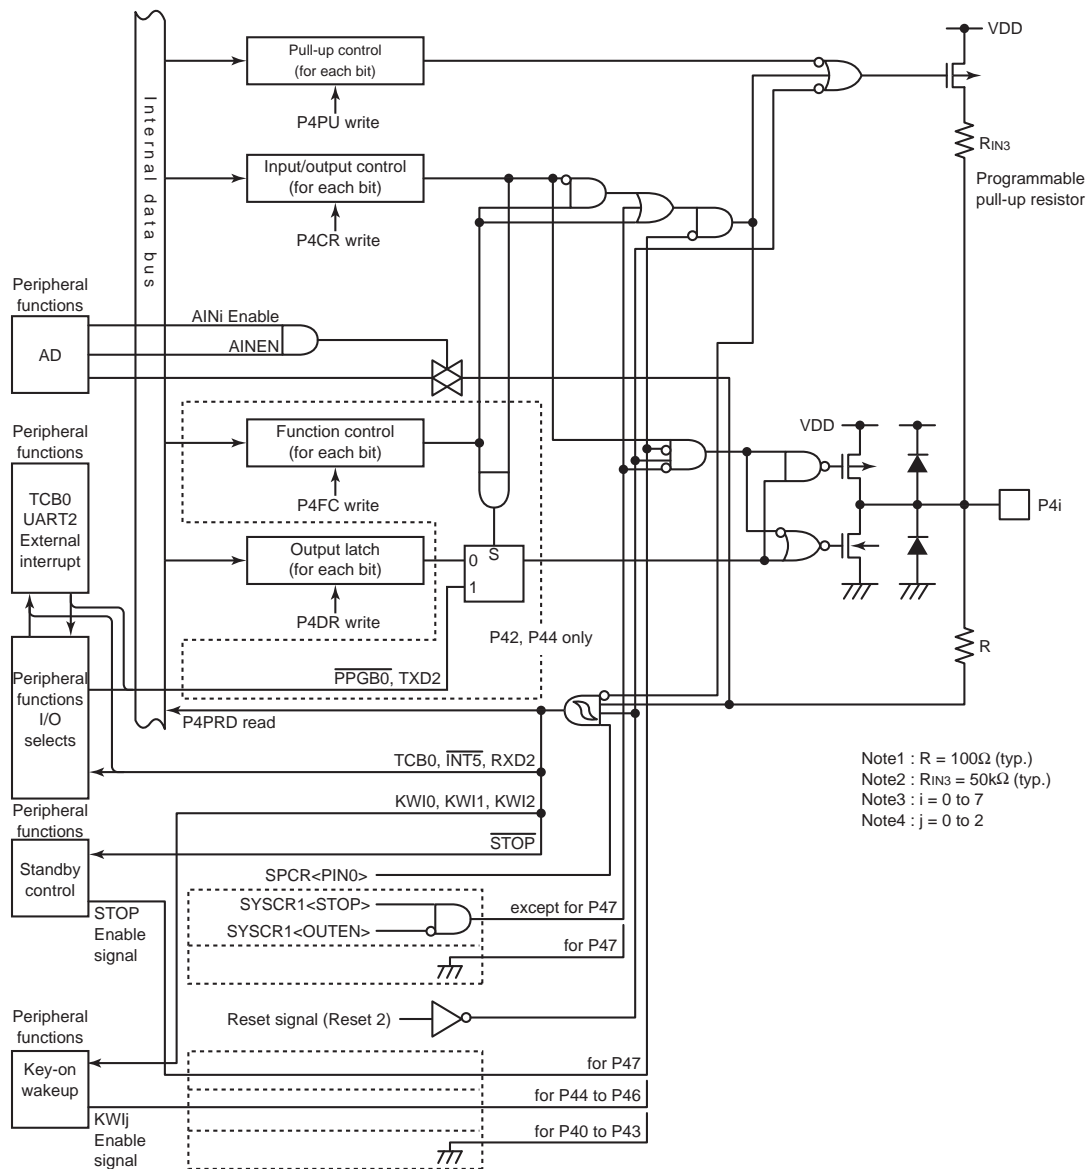 VDD
Pull-up control
(for each bit)
P4PU write
RIN3
Programmable
pull-up resistor
Internal data bus
Input/output control
(for each bit)
P4CR write
Peripheral
functions
AD
AINi Enable
AINEN
Peripheral
functions
TCB0
UART2
External
interrupt
Function control
(for each bit)
P4FC write
VDD
P4i
Output latch
(for each bit)
P4DR write
0
S
1
P42, P44 only
R
Peripheral
functions
I/O
selects
PPGB0, TXD2
P4PRD read
TCB0, INT5, RXD2
KWI0, KWI1, KWI2
STOP
Note1 : R = 100Ω (typ.)
Note2 : RIN3 = 50kΩ (typ.)
Note3 : i = 0 to 7
Note4 : j = 0 to 2
Peripheral
functions
Standby
control
STOP
Enable
signal
SPCR<PIN0>
SYSCR1<STOP>
SYSCR1<OUTEN>
except for P47
for P47
Reset signal (Reset 2)
Peripheral
functions
Key-on
wakeup
KWIj
Enable
signal
for P47
for P44 to P46
for P40 to P43